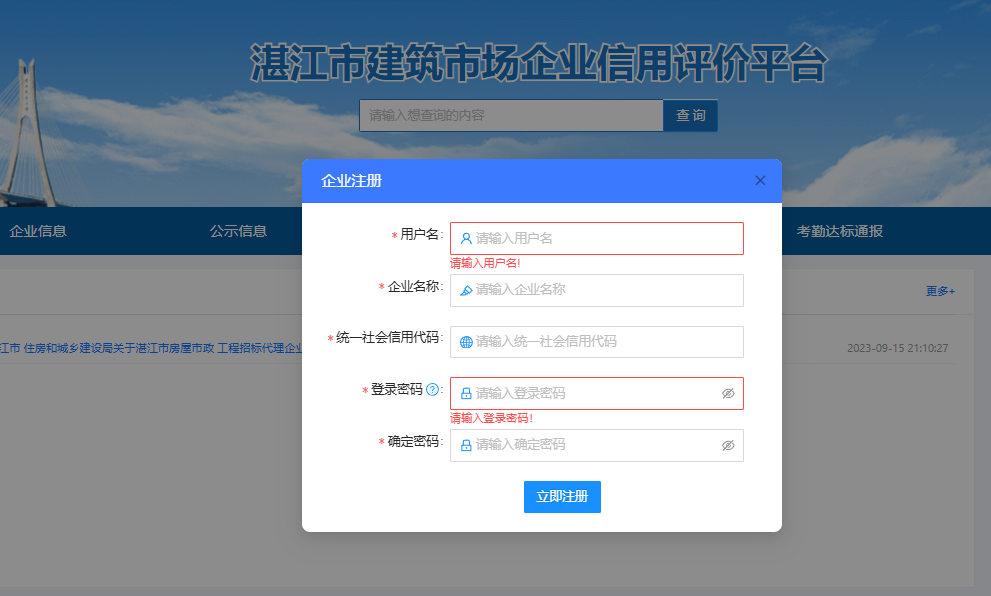 湛江市建筑市场企业信用评价平台
请输入想查询的内容
查 询
企业注册
企业信息
公示信息
考勤达标通报
* 用户名:
请输入用户名
请输入用户名!
* 企业名称:
请输入企业名称
更多+
* 统一社会信用代码:
请输入统一社会信用代码
江市 住房和城乡建设局关于湛江市房屋市政 工程招标代理企业
2023-09-15 21:10:27
* 登录密码?:
请输入登录密码
请输入登录密码!
* 确定密码:
请输入确定密码
立即注册